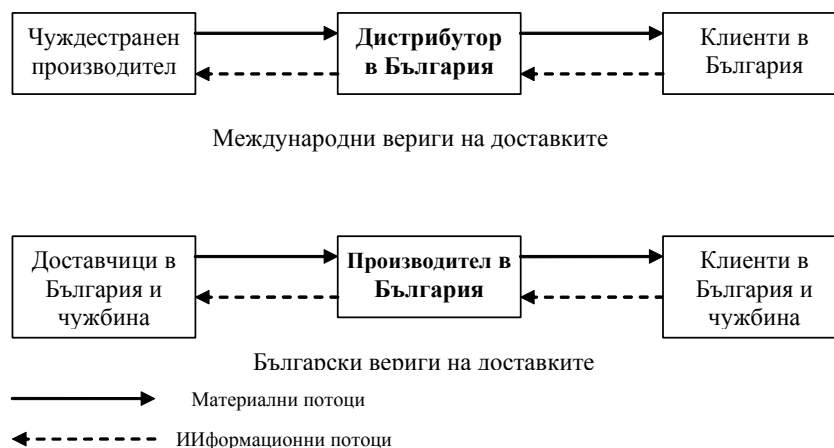 Чуждестранен
производител
Дистрибутор
в България
Клиенти в
България
Международни вериги на доставките
Доставчици в
България и
чужбина
Производител в
България
Клиенти в
България и
чужбина
Български вериги на доставките
Материални потоци
ИИформационни потоци